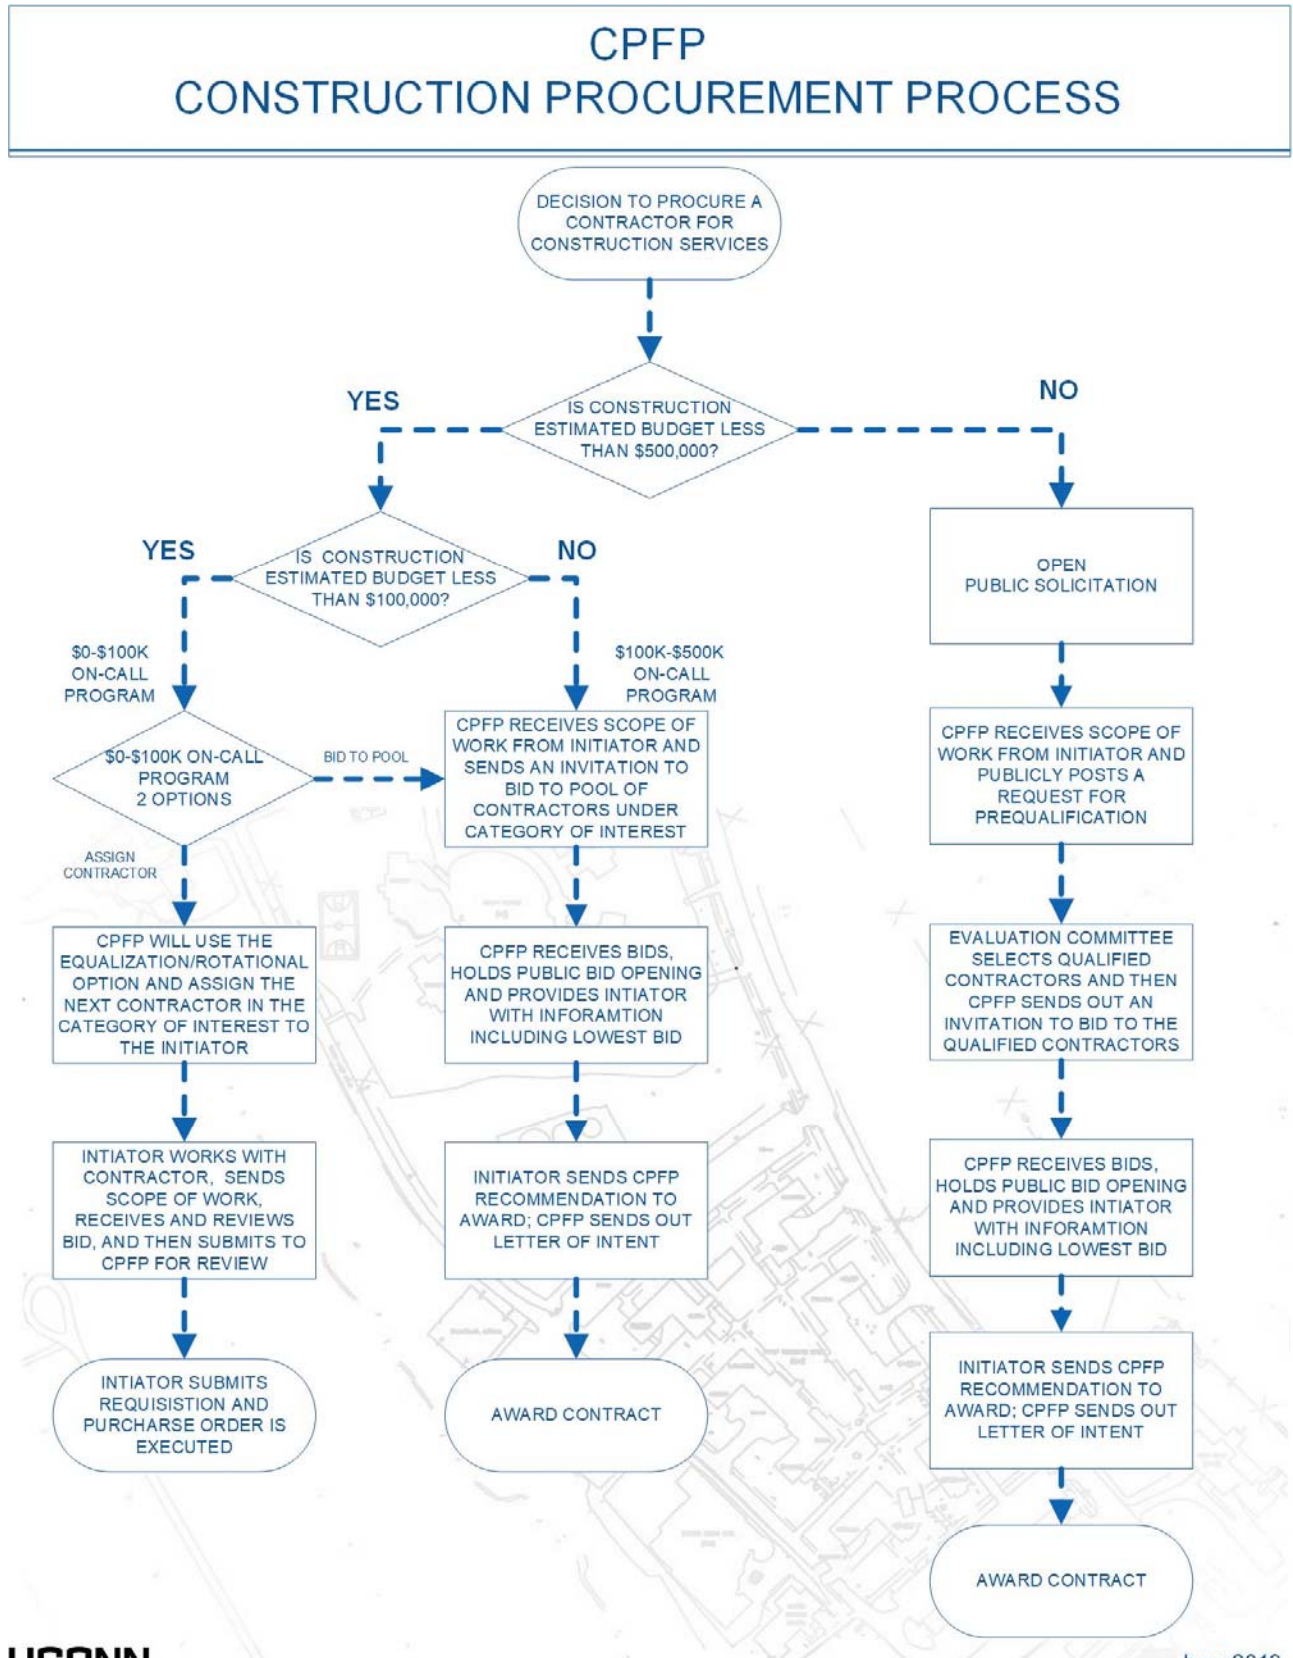 CPFP
CONSTRUCTION PROCUREMENT PROCESS
DECISION TO PROCURE A
CONTRACTOR FOR
CONSTRUCTION SERVICES
YES
NO
IS CONSTRUCTION
ESTIMATED BUDGET LESS
THAN $500,000?
YES
NO
IS CONSTRUCTION
ESTIMATED BUDGET LESS
THAN $100,000?
OPEN
PUBLIC SOLICITATION
$0-$100K
ON-CALL
PROGRAM
$100K-$500K
ON-CALL
PROGRAM
$0-$100K ON-CALL
PROGRAM
2 OPTIONS
BID TO POOL
CPFP RECEIVES SCOPE OF
WORK FROM INITIATOR AND
SENDS AN INVITATION TO
BID TO POOL OF
CONTRACTORS UNDER
CATEGORY OF INTEREST
CPFP RECEIVES SCOPE OF
WORK FROM INITIATOR AND
PUBLICLY POSTS A
REQUEST FOR
PREQUALIFICATION
ASSIGN
CONTRACTOR
CPFP WILL USE THE
EQUALIZATION/ROTATIONAL
OPTION AND ASSIGN THE
NEXT CONTRACTOR IN THE
CATEGORY OF INTEREST TO
THE INITIATOR
CPFP RECEIVES BIDS,
HOLDS PUBLIC BID OPENING
AND PROVIDES INTIATOR
WITH INFORAMTION
INCLUDING LOWEST BID
EVALUATION COMMITTEE
SELECTS QUALIFIED
CONTRACTORS AND THEN
CPFP SENDS OUT AN
INVITATION TO BID TO THE
QUALIFIED CONTRACTORS
INTIATOR WORKS WITH
CONTRACTOR, SENDS
SCOPE OF WORK,
RECEIVES AND REVIEWS
BID, AND THEN SUBMITS TO
CPFP FOR REVIEW
INITIATOR SENDS CPFP
RECOMMENDATION TO
AWARD; CPFP SENDS OUT
LETTER OF INTENT
CPFP RECEIVES BIDS,
HOLDS PUBLIC BID OPENING
AND PROVIDES INTIATOR
WITH INFORAMTION
INCLUDING LOWEST BID
INTIATOR SUBMITS
REQUISISTION AND
PURCHARSE ORDER IS
EXECUTED
AWARD CONTRACT
INITIATOR SENDS CPFP
RECOMMENDATION TO
AWARD; CPFP SENDS OUT
LETTER OF INTENT
AWARD CONTRACT
UCONN